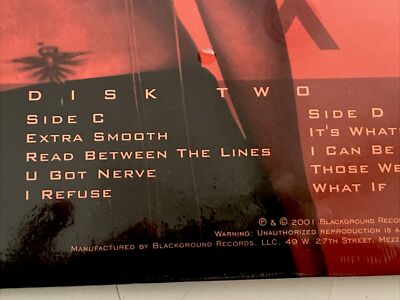 DISK TWO
SIDE C
EXTRA SMOOTH
READ BETWEEN THE LINES
U GOT NERVE
I REFUSE
SIDE D
IT'S WHAT
I CAN BE
THOSE WE
WHAT IF
℗ & © 2001 BLACKGROUND RECOR
WARNING: UNAUTHORIZED REPRODUCTION IS A
MANUFACTURED BY BLACKGROUND RECORDS, LLC, 49 W. 27TH STREET, MEZZ